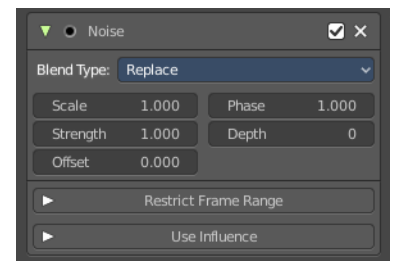 Noise
Blend Type: Replace
Scale 1.000 Phase 1.000
Strength 1.000 Depth 0
Offset 0.000
Restrict Frame Range
Use Influence